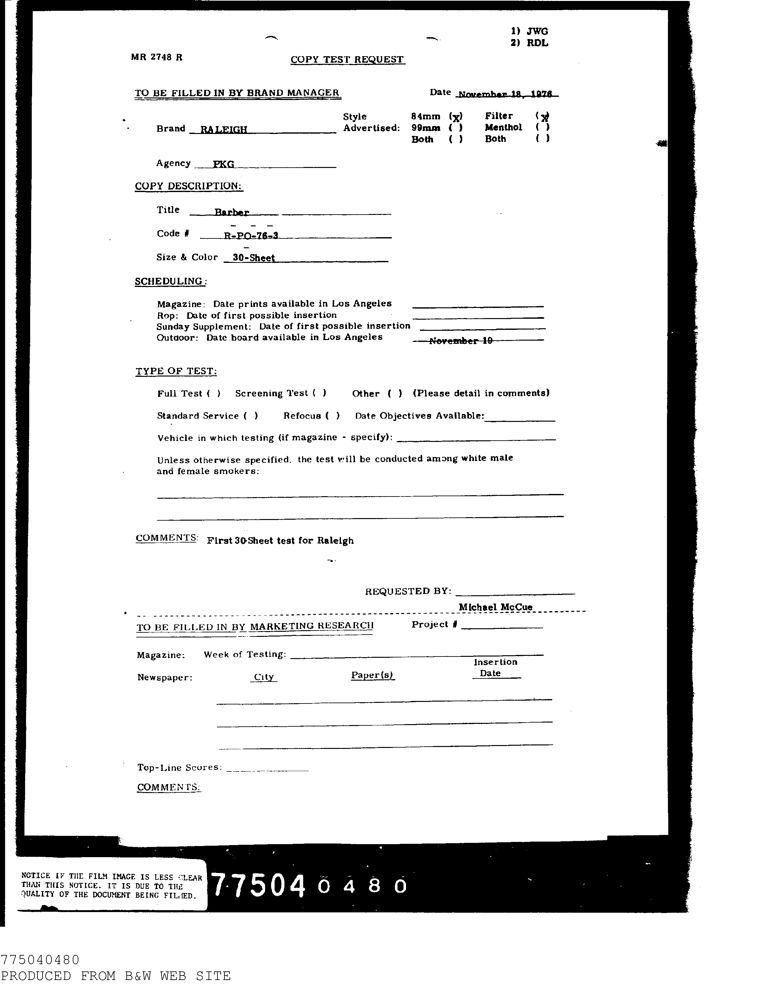 1) JWG
2) RDL
MR 2748 R
COPY TEST REQUEST
TO BE FILLED IN BY BRAND MANAGER
Date November 18, 1976
Style 84mm (x) Filter (x)
Brand RALEIGH Advertised: 99mm ( ) Menthol ( )
Both ( ) Both ( )
Agency PKG
COPY DESCRIPTION:
Title Barber
Code # R-PO-76-3
Size & Color 30-Sheet
SCHEDULING:
Magazine: Date prints available in Los Angeles
Rop: Date of first possible insertion
Sunday Supplement: Date of first possible insertion
Outdoor: Date board available in Los Angeles November 19
TYPE OF TEST:
Full Test ( ) Screening Test ( ) Other ( ) (Please detail in comments)
Standard Service ( ) Refocus ( ) Date Objectives Available:
Vehicle in which testing (if magazine - specify):
Unless otherwise specified, the test will be conducted among white male
and female smokers:
COMMENTS: First 30-Sheet test for Raleigh
REQUESTED BY:
Michael McCue
TO BE FILLED IN BY MARKETING RESEARCH Project #
Magazine: Week of Testing:
Newspaper: City Paper(s) Insertion Date
Top-Line Scores:
COMMENTS:
NOTICE IF THE FILM IMAGE IS LESS CLEAR
THAN THIS NOTICE, IT IS DUE TO THE
QUALITY OF THE DOCUMENT BEING FILMED.
775040480
775040480
PRODUCED FROM B&W WEB SITE